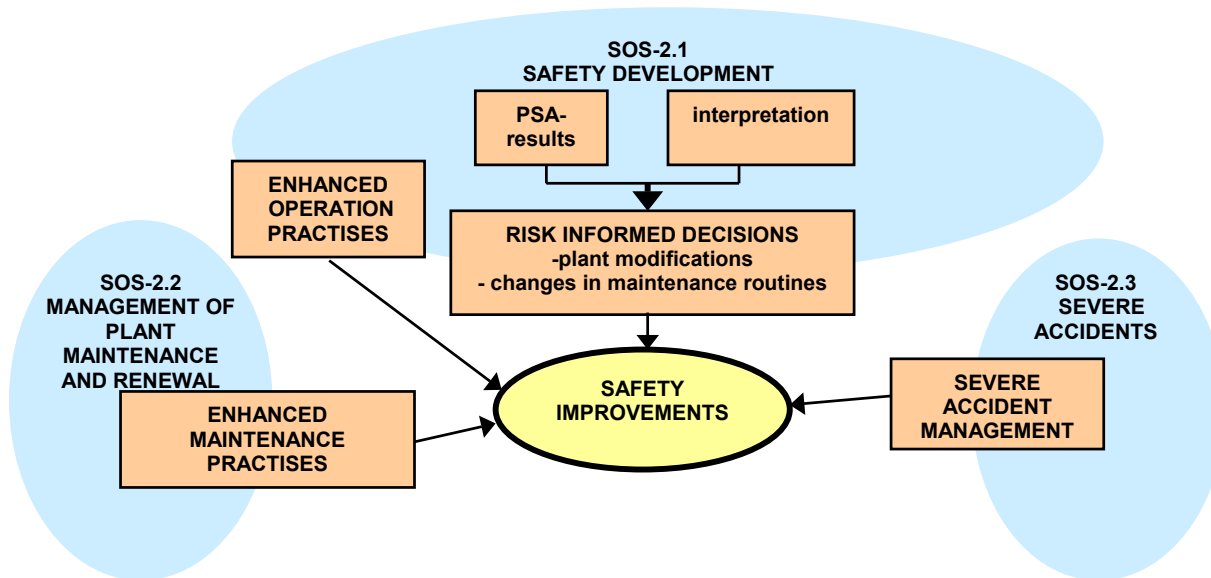 SOS-2.1
SAFETY DEVELOPMENT
PSA-
results
interpretation
ENHANCED
OPERATION
PRACTISES
RISK INFORMED DECISIONS
-plant modifications
- changes in maintenance routines
SOS-2.2
MANAGEMENT OF
PLANT
MAINTENANCE
AND RENEWAL
ENHANCED
MAINTENANCE
PRACTISES
SAFETY
IMPROVEMENTS
SOS-2.3
SEVERE
ACCIDENTS
SEVERE
ACCIDENT
MANAGEMENT